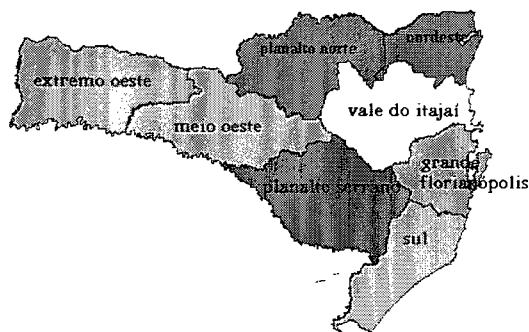 planalto norte
nordeste
extremo oeste
vale do itajaí
meio oeste
grande
florianópolis
planalto serrano
sul